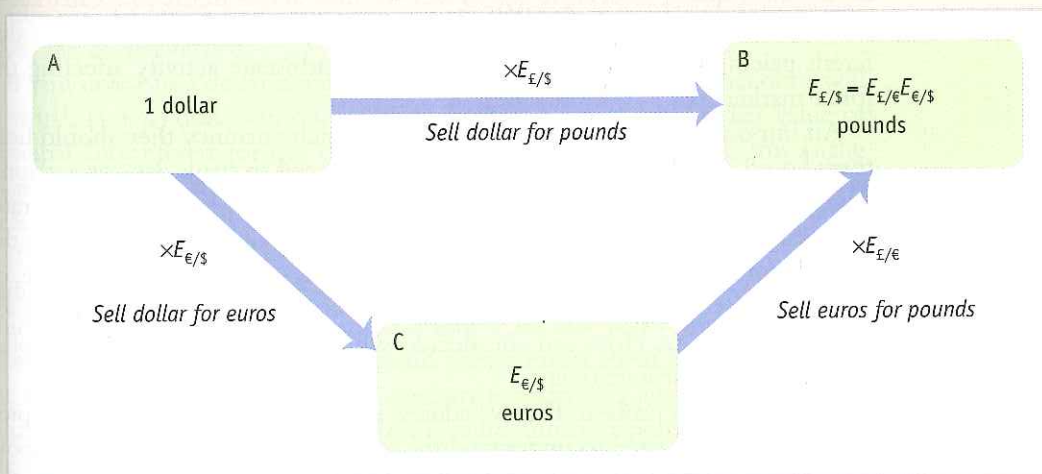 A
1 dollar
×E£/$
Sell dollar for pounds
B
E£/$ = E£/€E€/$
pounds
×E€/$
Sell dollar for euros
×E£/€
Sell euros for pounds
C
E€/$
euros